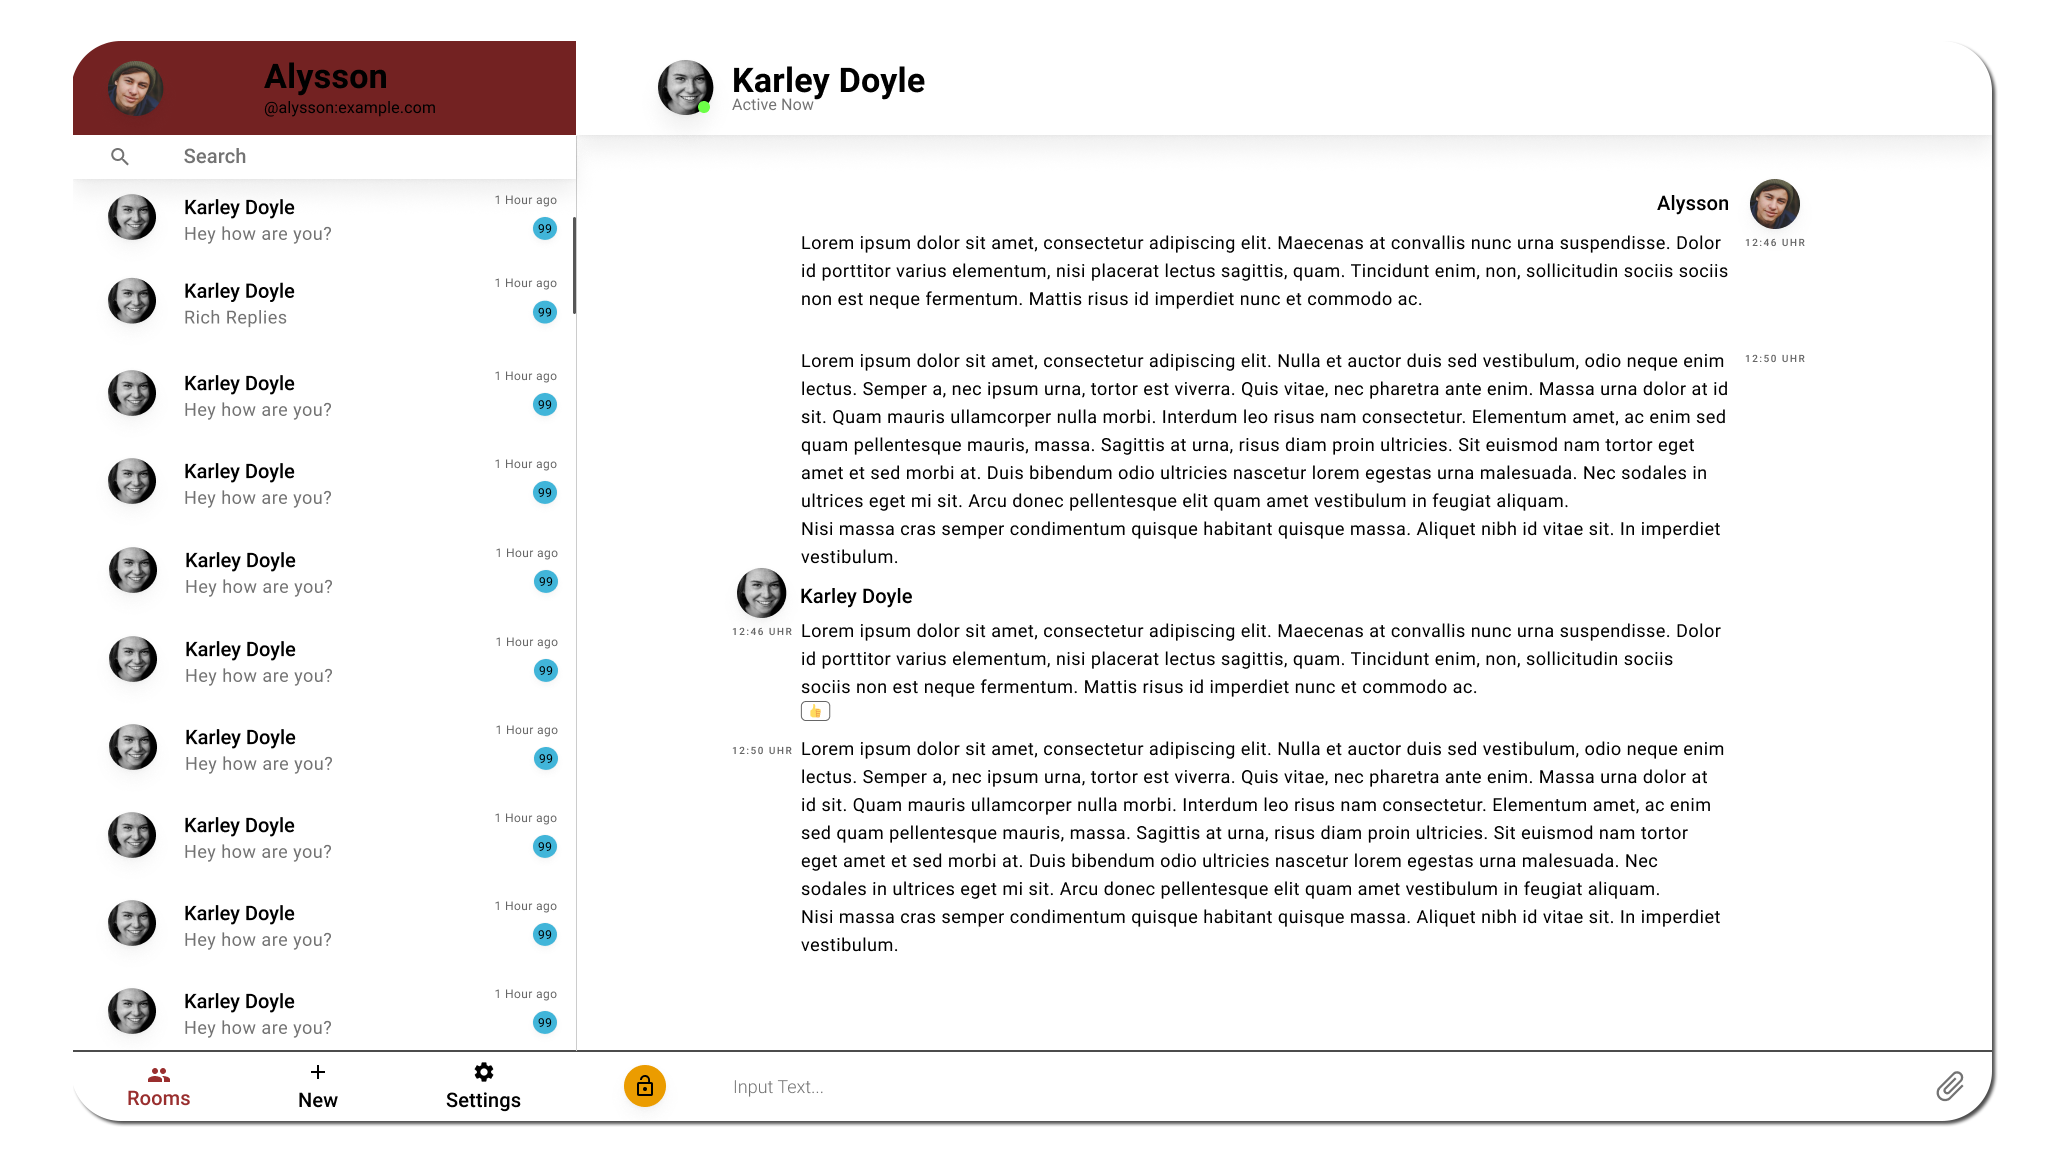 Alysson
@alysson:example.com
Search
Karley Doyle
1 Hour ago
Hey how are you?
99
Karley Doyle
1 Hour ago
Rich Replies
99
Karley Doyle
1 Hour ago
Hey how are you?
99
Karley Doyle
1 Hour ago
Hey how are you?
99
Karley Doyle
1 Hour ago
Hey how are you?
99
Karley Doyle
1 Hour ago
Hey how are you?
99
Karley Doyle
1 Hour ago
Hey how are you?
99
Karley Doyle
1 Hour ago
Hey how are you?
99
Karley Doyle
1 Hour ago
Hey how are you?
99
Karley Doyle
1 Hour ago
Hey how are you?
99
Rooms
New
Settings
Karley Doyle
Active Now
Alysson
12:46 UHR
Lorem ipsum dolor sit amet, consectetur adipiscing elit. Maecenas at convallis nunc urna suspendisse. Dolor
id porttitor varius elementum, nisi placerat lectus sagittis, quam. Tincidunt enim, non, sollicitudin sociis sociis
non est neque fermentum. Mattis risus id imperdiet nunc et commodo ac.
12:50 UHR
Lorem ipsum dolor sit amet, consectetur adipiscing elit. Nulla et auctor duis sed vestibulum, odio neque enim
lectus. Semper a, nec ipsum urna, tortor est viverra. Quis vitae, nec pharetra ante enim. Massa urna dolor at id
sit. Quam mauris ullamcorper nulla morbi. Interdum leo risus nam consectetur. Elementum amet, ac enim sed
quam pellentesque mauris, massa. Sagittis at urna, risus diam proin ultricies. Sit euismod nam tortor eget
amet et sed morbi at. Duis bibendum odio ultricies nascetur lorem egestas urna malesuada. Nec sodales in
ultrices eget mi sit. Arcu donec pellentesque elit quam amet vestibulum in feugiat aliquam.
Nisi massa cras semper condimentum quisque habitant quisque massa. Aliquet nibh id vitae sit. In imperdiet
vestibulum.
Karley Doyle
12:46 UHR
Lorem ipsum dolor sit amet, consectetur adipiscing elit. Maecenas at convallis nunc urna suspendisse. Dolor
id porttitor varius elementum, nisi placerat lectus sagittis, quam. Tincidunt enim, non, sollicitudin sociis
sociis non est neque fermentum. Mattis risus id imperdiet nunc et commodo ac.
👍
12:50 UHR
Lorem ipsum dolor sit amet, consectetur adipiscing elit. Nulla et auctor duis sed vestibulum, odio neque enim
lectus. Semper a, nec ipsum urna, tortor est viverra. Quis vitae, nec pharetra ante enim. Massa urna dolor at
id sit. Quam mauris ullamcorper nulla morbi. Interdum leo risus nam consectetur. Elementum amet, ac enim
sed quam pellentesque mauris, massa. Sagittis at urna, risus diam proin ultricies. Sit euismod nam tortor
eget amet et sed morbi at. Duis bibendum odio ultricies nascetur lorem egestas urna malesuada. Nec
sodales in ultrices eget mi sit. Arcu donec pellentesque elit quam amet vestibulum in feugiat aliquam.
Nisi massa cras semper condimentum quisque habitant quisque massa. Aliquet nibh id vitae sit. In imperdiet
vestibulum.
Input Text...